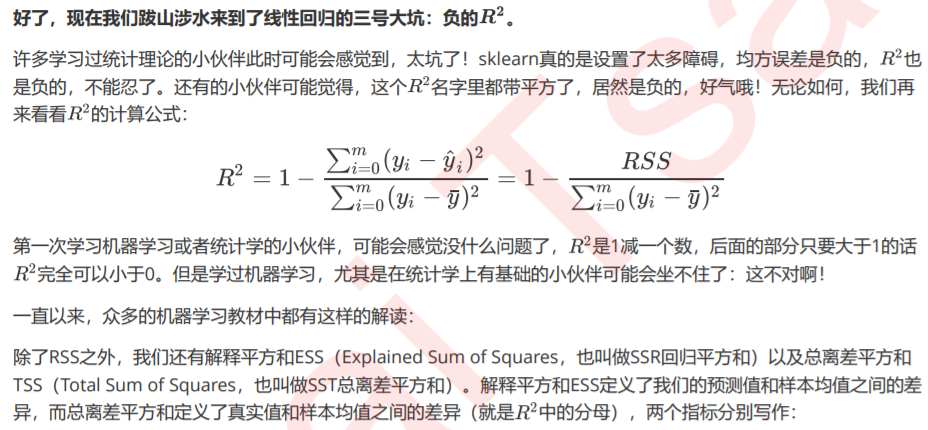 好了，现在我们跋山涉水来到了线性回归的三号大坑：负的R²。
许多学习过统计理论的小伙伴此时可能会感觉到，太坑了！sklearn真的是设置了太多障碍，均方误差是负的，R²也
是负的，不能忍了。还有的小伙伴可能觉得，这个R²名字里都带平方了，居然是负的，好气哦！无论如何，我们再
来看看R²的计算公式：
R² = 1 - \frac{\sum_{i=0}^{m}(y_i - \hat{y}_i)^2}{\sum_{i=0}^{m}(y_i - \bar{y})^2} = 1 - \frac{RSS}{\sum_{i=0}^{m}(y_i - \bar{y})^2}
第一次学习机器学习或者统计学的小伙伴，可能会感觉没什么问题了，R²是1减一个数，后面的部分只要大于1的话
R²完全可以小于0。但是学过机器学习，尤其是在统计学上有基础的小伙伴可能会坐不住了：这不对啊！
一直以来，众多的机器学习教材中都有这样的解读：
除了RSS之外，我们还有解释平方和ESS（Explained Sum of Squares，也叫做SSR回归平方和）以及总离差平方和
TSS（Total Sum of Squares，也叫做SST总离差平方和）。解释平方和ESS定义了我们的预测值和样本均值之间的差
异，而总离差平方和定义了真实值和样本均值之间的差异（就是R²中的分母），两个指标分别写作：